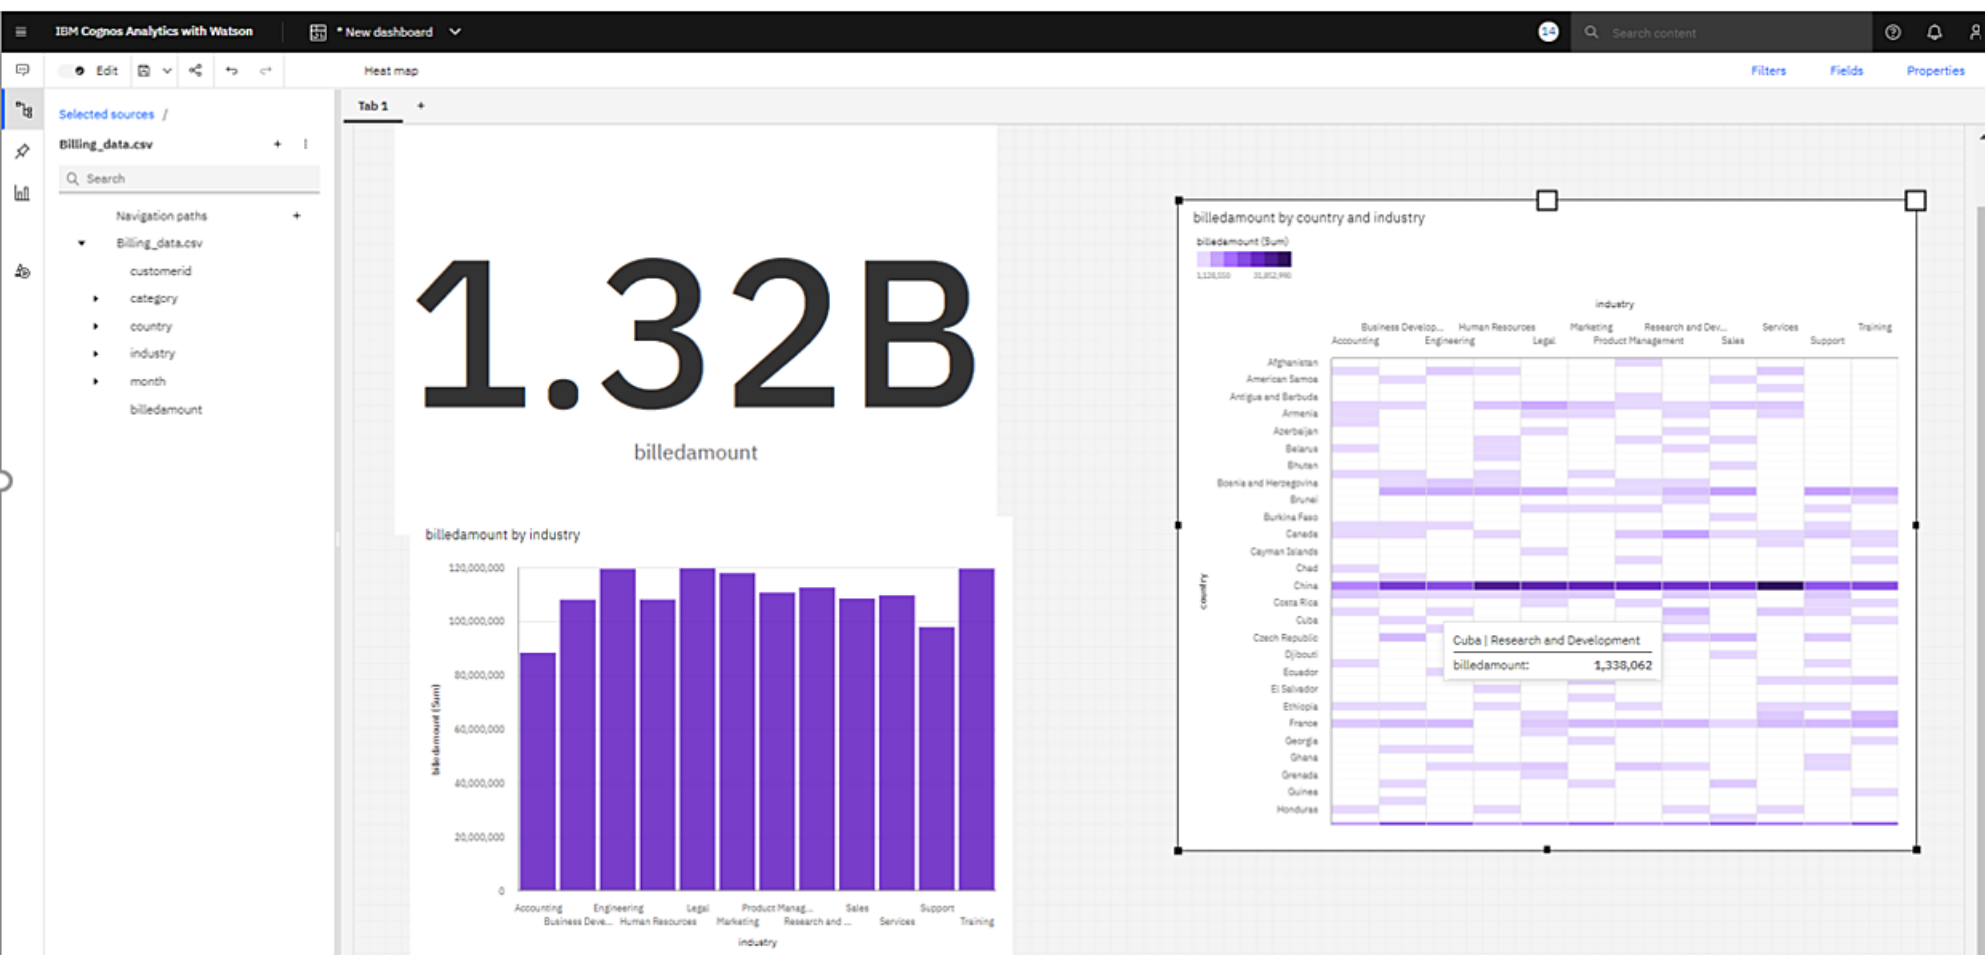 IBM Cognos Analytics with Watson
* New dashboard
14
Search content
Edit
Heat map
Filters
Fields
Properties
Selected sources /
Tab 1
+
Billing_data.csv
+
Search
Navigation paths
+
Billing_data.csv
customerid
category
country
industry
month
billedamount
1.32B
billedamount
billedamount by industry
120,000,000
100,000,000
80,000,000
60,000,000
40,000,000
20,000,000
0
billedamount (Sum)
Accounting
Engineering
Legal
Product Manag...
Sales
Support
Business Deve...
Human Resources
Marketing
Research and ...
Services
Training
industry
billedamount by country and industry
billedamount (Sum)
1,128,550
31,852,990
industry
Business Develop...
Human Resources
Marketing
Research and Dev...
Services
Training
Accounting
Engineering
Legal
Product Management
Sales
Support
country
Afghanistan
American Samoa
Antigua and Barbuda
Armenia
Azerbaijan
Belarus
Bhutan
Bosnia and Herzegovina
Brunei
Burkina Faso
Canada
Cayman Islands
Chad
China
Costa Rica
Cuba
Czech Republic
Djibouti
Ecuador
El Salvador
Ethiopia
France
Georgia
Ghana
Grenada
Guinea
Honduras
Cuba | Research and Development
billedamount: 1,338,062